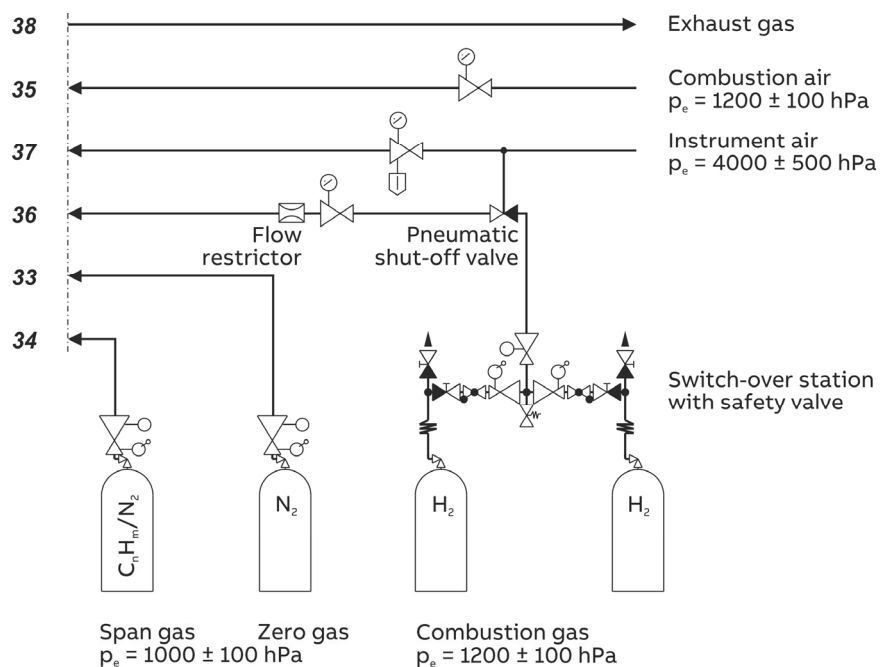 38
Exhaust gas
35
Combustion air
pₑ = 1200 ± 100 hPa
37
Instrument air
pₑ = 4000 ± 500 hPa
36
Flow
restrictor
Pneumatic
shut-off valve
33
34
Switch-over station
with safety valve
CₙHₘ/N₂
N₂
H₂
H₂
Span gas
Zero gas
Combustion gas
pₑ = 1000 ± 100 hPa
pₑ = 1200 ± 100 hPa